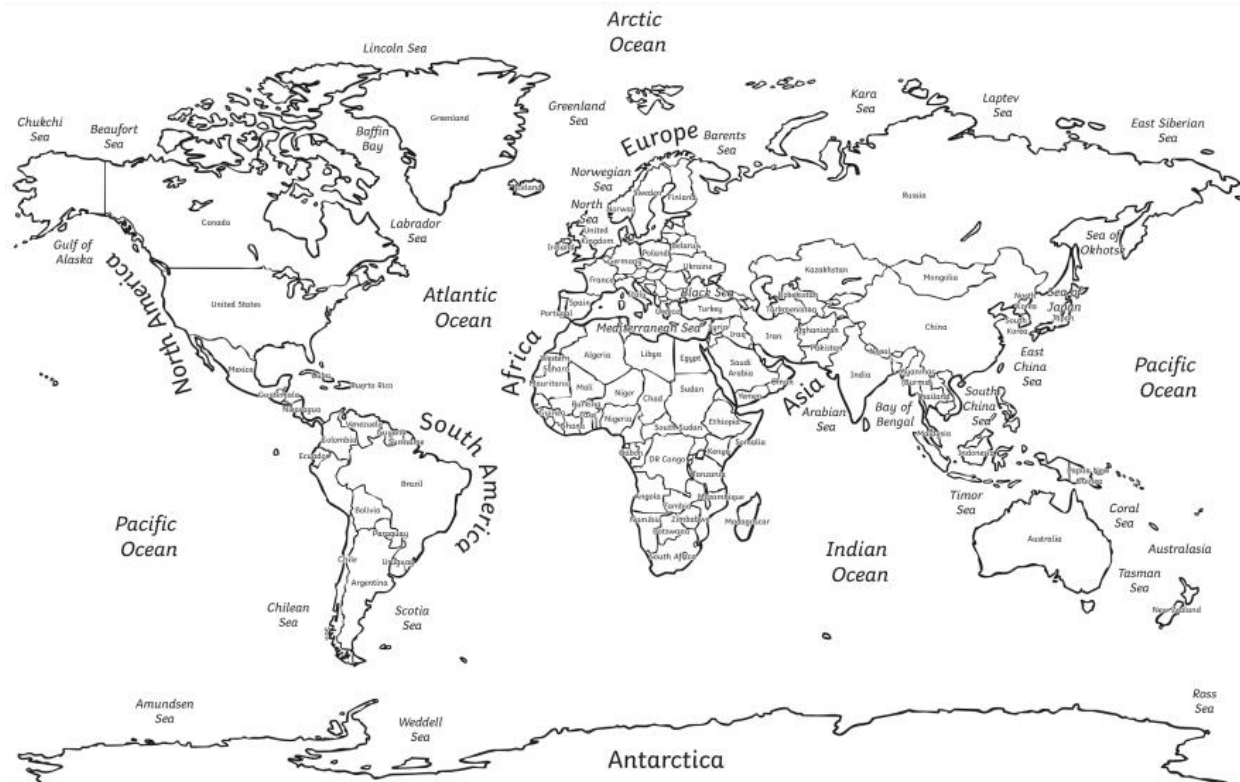 Arctic
Ocean
Lincoln Sea
Greenland
Greenland
Sea
Kara
Sea
Laptev
Sea
East Siberian
Sea
Chukchi
Sea
Beaufort
Sea
Baffin
Bay
Europe
Barents
Sea
Norwegian
Sea
Iceland
Sweden
Finland
Norway
Russia
North
Sea
Canada
Labrador
Sea
Gulf of
Alaska
United
Kingdom
Ireland
Belarus
Poland
Germany
Ukraine
France
Sea of
Okhotsk
Kazakhstan
Mongolia
North America
United States
Atlantic
Ocean
Italy
Black Sea
Spain
Portugal
Greece
Turkey
Uzbekistan
Turkmenistan
North
Korea
Sea of
Japan
Japan
South
Korea
China
Mediterranean Sea
Syria
Iraq
Iran
Afghanistan
Pakistan
Nepal
East
China
Sea
Pacific
Ocean
Africa
Western
Sahara
Algeria
Libya
Egypt
Saudi
Arabia
Oman
Yemen
Asia
Arabian
Sea
India
Bay of
Bengal
Myanmar
(Burma)
Thailand
South
China
Sea
Mexico
Cuba
Puerto Rico
Guatemala
Nicaragua
Mauritania
Mali
Niger
Chad
Sudan
Burkina
Faso
Guinea
Ghana
Nigeria
Ethiopia
South Sudan
Somalia
Venezuela
Guyana
Suriname
Colombia
Ecuador
South America
Gabon
DR Congo
Kenya
Tanzania
Malaysia
Indonesia
Papua New
Guinea
Brazil
Bolivia
Angola
Zambia
Mozambique
Namibia
Zimbabwe
Botswana
Madagascar
South Africa
Timor
Sea
Coral
Sea
Pacific
Ocean
Paraguay
Chile
Uruguay
Argentina
Indian
Ocean
Australia
Australasia
Tasman
Sea
New Zealand
Chilean
Sea
Scotia
Sea
Amundsen
Sea
Weddell
Sea
Ross
Sea
Antarctica